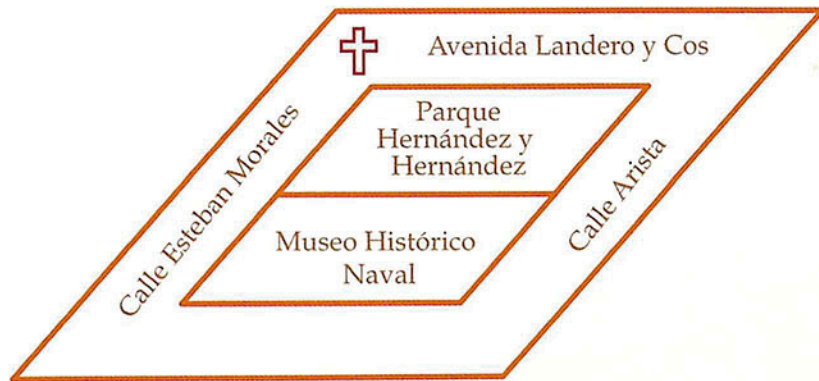 Avenida Landero y Cos
Parque
Hernández y
Hernández
Calle Esteban Morales
Calle Arista
Museo Histórico
Naval